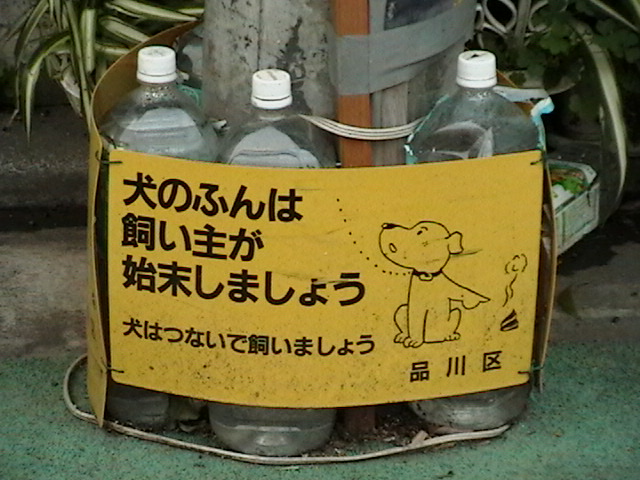 犬のふんは
飼い主が
始末しましょう
犬はつないで飼いましょう
品川区